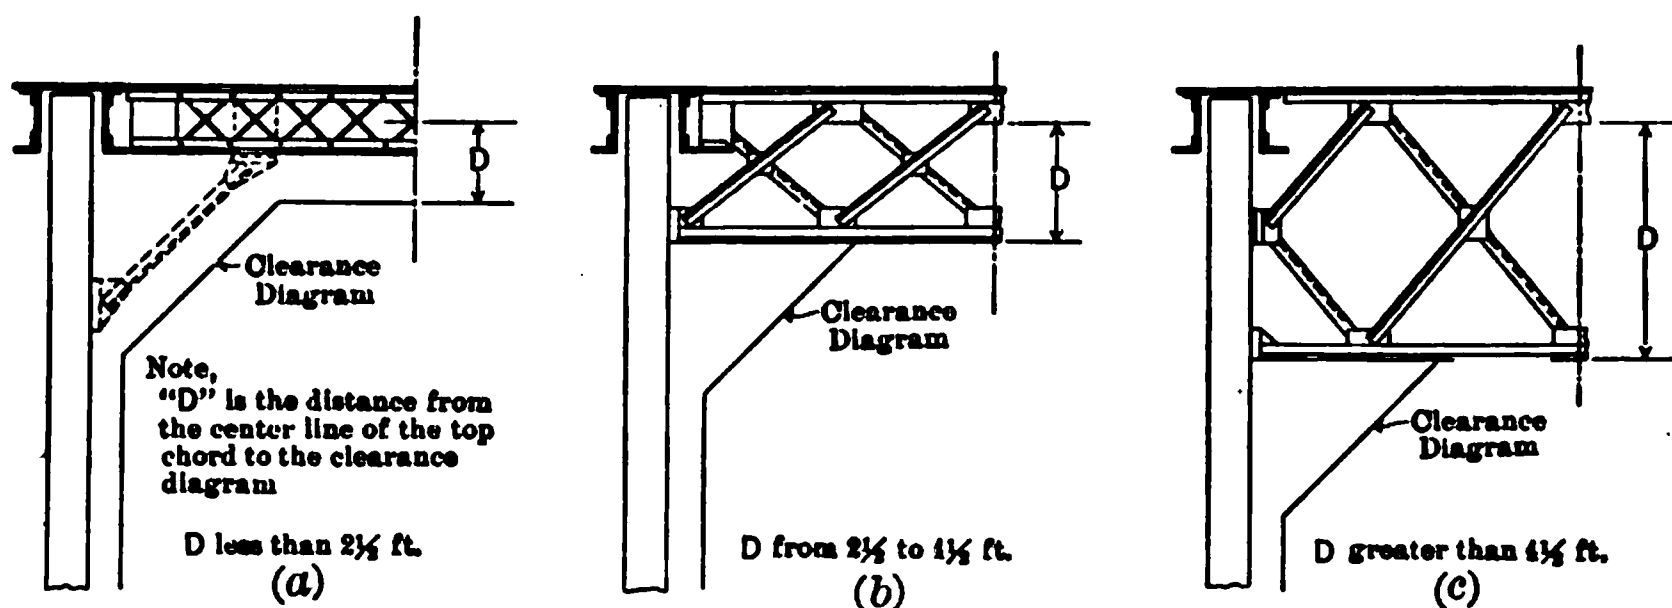 D
Clearance
Diagram
Note,
"D" is the distance from
the center line of the top
chord to the clearance
diagram
D less than 2½ ft.
(a)
D
Clearance
Diagram
D from 2½ to 4½ ft.
(b)
D
Clearance
Diagram
D greater than 4½ ft.
(c)